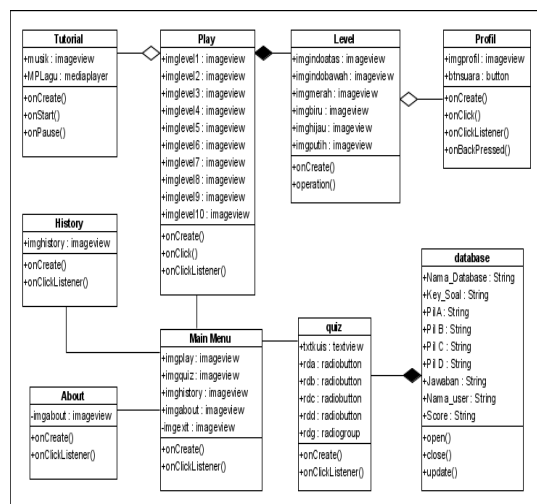 Tutorial
+musik : imageview
+MPLagu : mediaplayer
+onCreate()
+onStart()
+onPause()
Play
+imglevel1 : imageview
+imglevel2 : imageview
+imglevel3 : imageview
+imglevel4 : imageview
+imglevel5 : imageview
+imglevel6 : imageview
+imglevel7 : imageview
+imglevel8 : imageview
+imglevel9 : imageview
+imglevel10 : imageview
+onCreate()
+onClick()
+onClickListener()
Level
+imgindoatas : imageview
+imgindobawah : imageview
+imgmerah : imageview
+imgbiru : imageview
+imghijau : imageview
+imgputih : imageview
+onCreate()
+operation()
Profil
+imgprofil : imageview
+btnsuara : button
+onCreate()
+onClick()
+onClickListener()
+onBackPressed()
History
+imghistory : imageview
+onCreate()
+onClickListener()
About
-imgabout : imageview
+onCreate()
+onClickListener()
Main Menu
+imgplay : imageview
+imgquiz : imageview
+imghistory : imageview
+imgabout : imageview
-imgexit : imageview
+onCreate()
+onClickListener()
quiz
+txtkuis : textview
+rda : radiobutton
+rdb : radiobutton
+rdc : radiobutton
+rdd : radiobutton
+rdg : radiogroup
+onCreate()
+onClickListener()
database
+Nama_Database : String
+Key_Soal : String
+Pil A : String
+Pil B : String
+Pil C : String
+Pil D : String
+Jawaban : String
+Nama_user : String
+Score : String
+open()
+close()
+update()